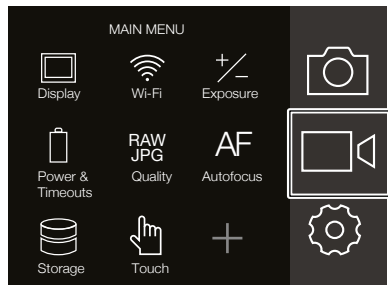 MAIN MENU
Display
Wi-Fi
Exposure
RAW
JPG
AF
Power &
Timeouts
Quality
Autofocus
Storage
Touch